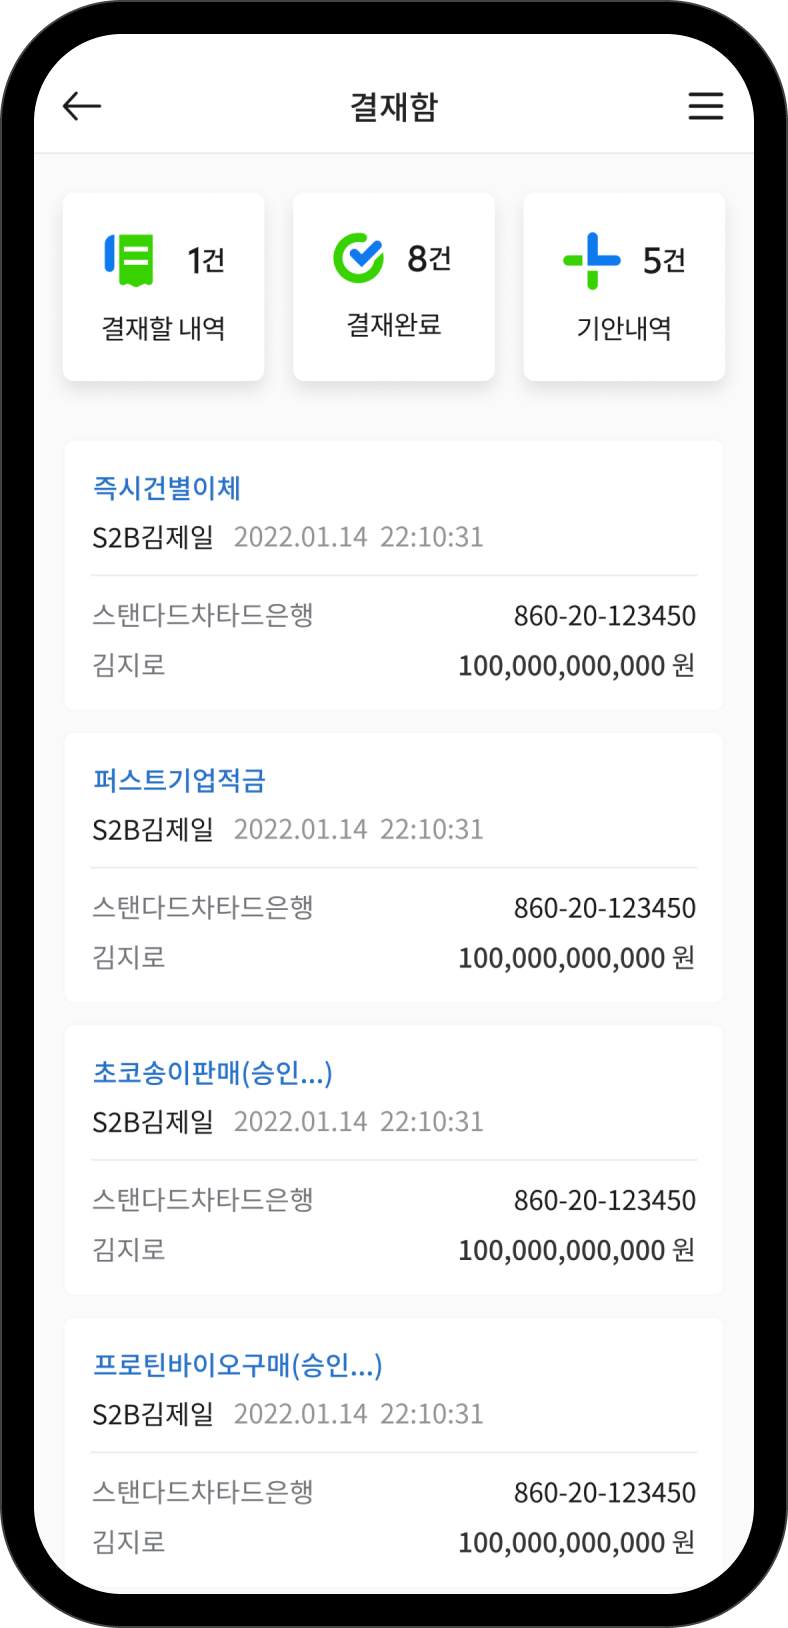 결재함
1건
결재할 내역
8건
결재완료
5건
기안내역
즉시건별이체
S2B김제일 2022.01.14 22:10:31
스탠다드차타드은행 860-20-123450
김지로 100,000,000,000 원
퍼스트기업적금
S2B김제일 2022.01.14 22:10:31
스탠다드차타드은행 860-20-123450
김지로 100,000,000,000 원
초코송이판매(승인...)
S2B김제일 2022.01.14 22:10:31
스탠다드차타드은행 860-20-123450
김지로 100,000,000,000 원
프로틴바이오구매(승인...)
S2B김제일 2022.01.14 22:10:31
스탠다드차타드은행 860-20-123450
김지로 100,000,000,000 원